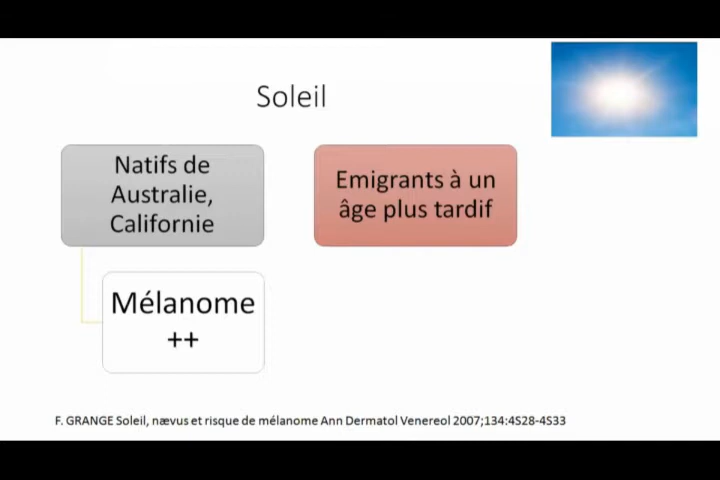 Soleil
Natifs de
Australie,
Californie
Emigrants à un
âge plus tardif
Mélanome
++
F. GRANGE Soleil, nævus et risque de mélanome Ann Dermatol Venereol 2007;134:4S28-4S33